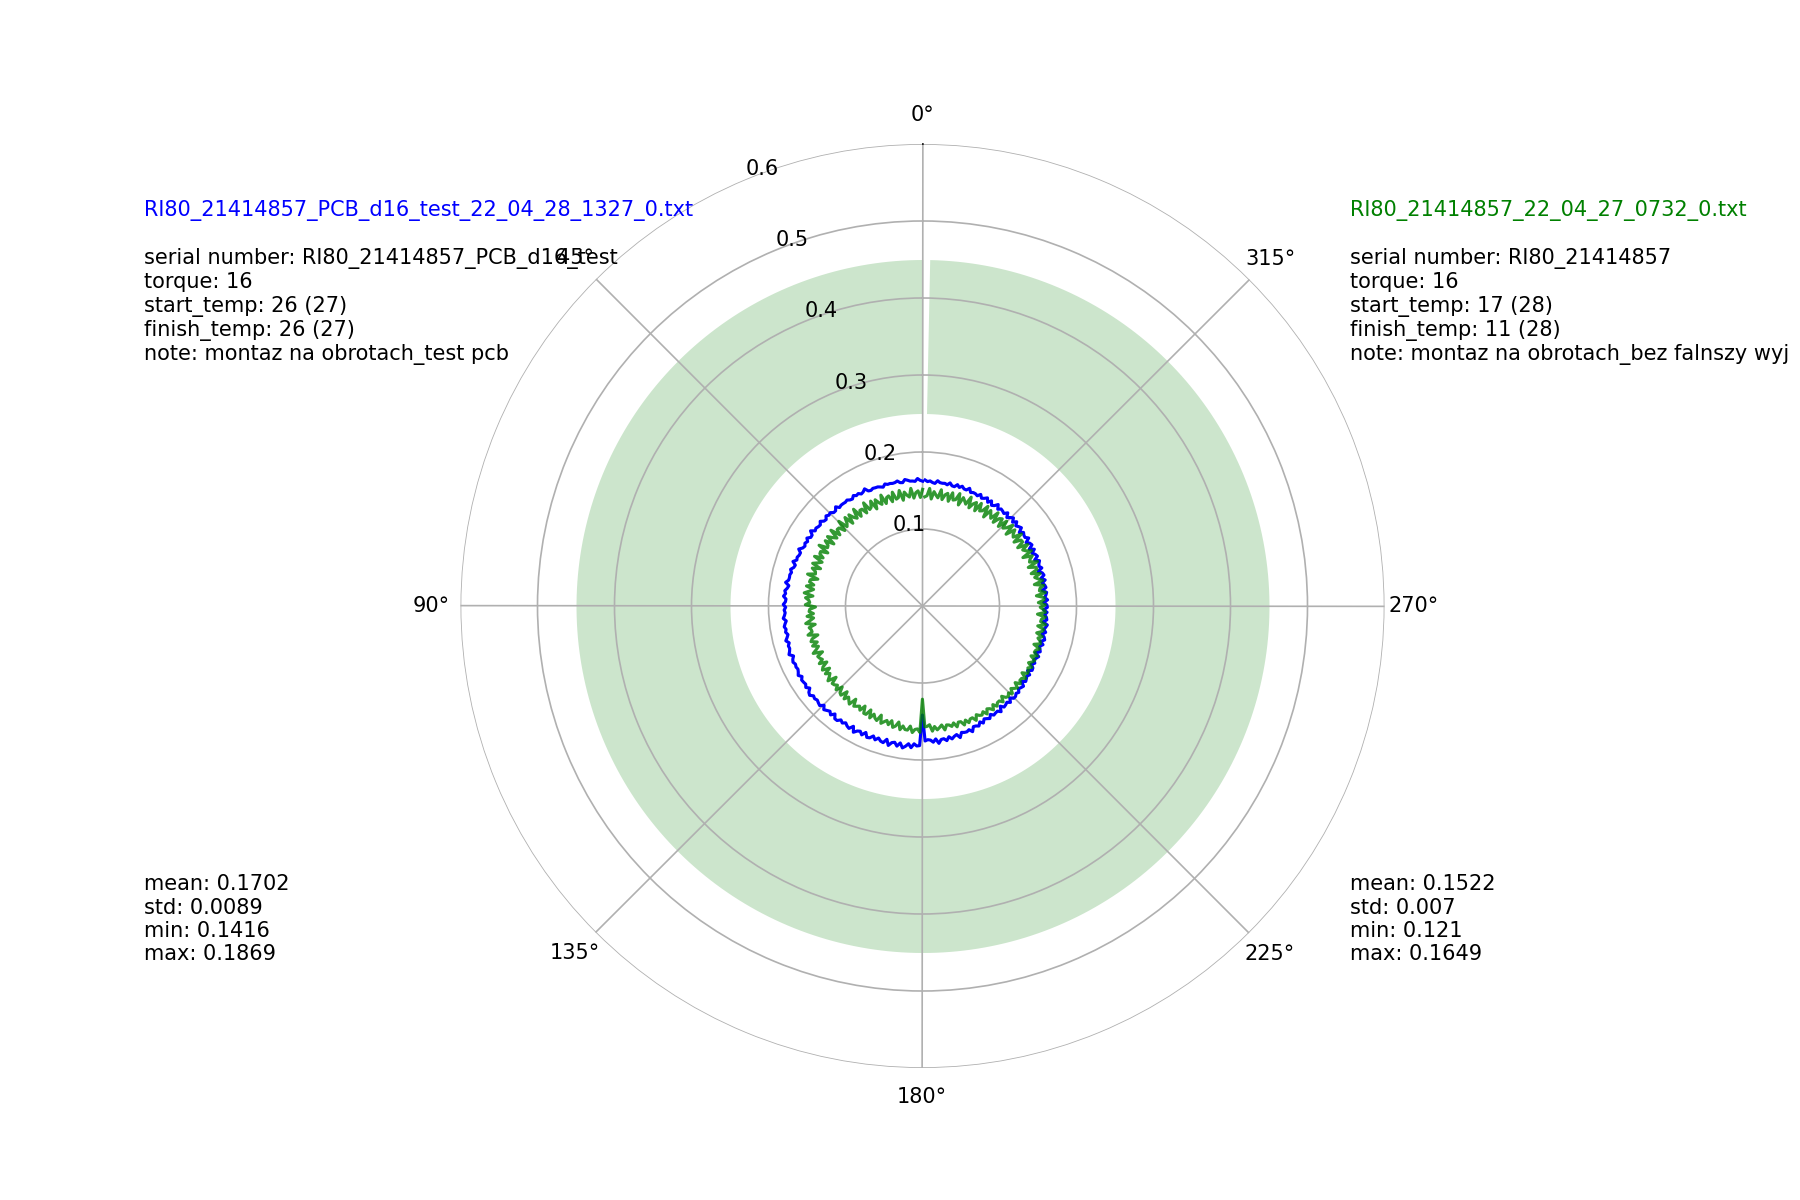 0°
0.6
RI80_21414857_PCB_d16_test_22_04_28_1327_0.txt
serial number: RI80_21414857_PCB_d16_test
torque: 16
start_temp: 26 (27)
finish_temp: 26 (27)
note: montaz na obrotach_test pcb
45°
0.5
0.4
0.3
0.2
0.1
315°
RI80_21414857_22_04_27_0732_0.txt
serial number: RI80_21414857
torque: 16
start_temp: 17 (28)
finish_temp: 11 (28)
note: montaz na obrotach_bez falnszy wyj
90°
270°
mean: 0.1702
std: 0.0089
min: 0.1416
max: 0.1869
135°
225°
mean: 0.1522
std: 0.007
min: 0.121
max: 0.1649
180°